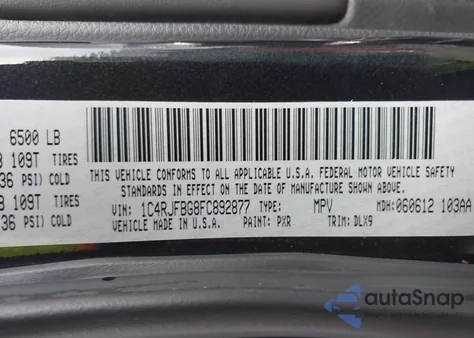 6500 LB
109T TIRES
36 PSI) COLD
109T TIRES
36 PSI) COLD
THIS VEHICLE CONFORMS TO ALL APPLICABLE U.S.A. FEDERAL MOTOR VEHICLE SAFETY
STANDARDS IN EFFECT ON THE DATE OF MANUFACTURE SHOWN ABOVE.
VIN: 1C4RJFBG8FC892877 TYPE: MPV MDH: 060612 103AA
VEHICLE MADE IN U.S.A. PAINT: PXR TRIM: DLX9
autoSnap